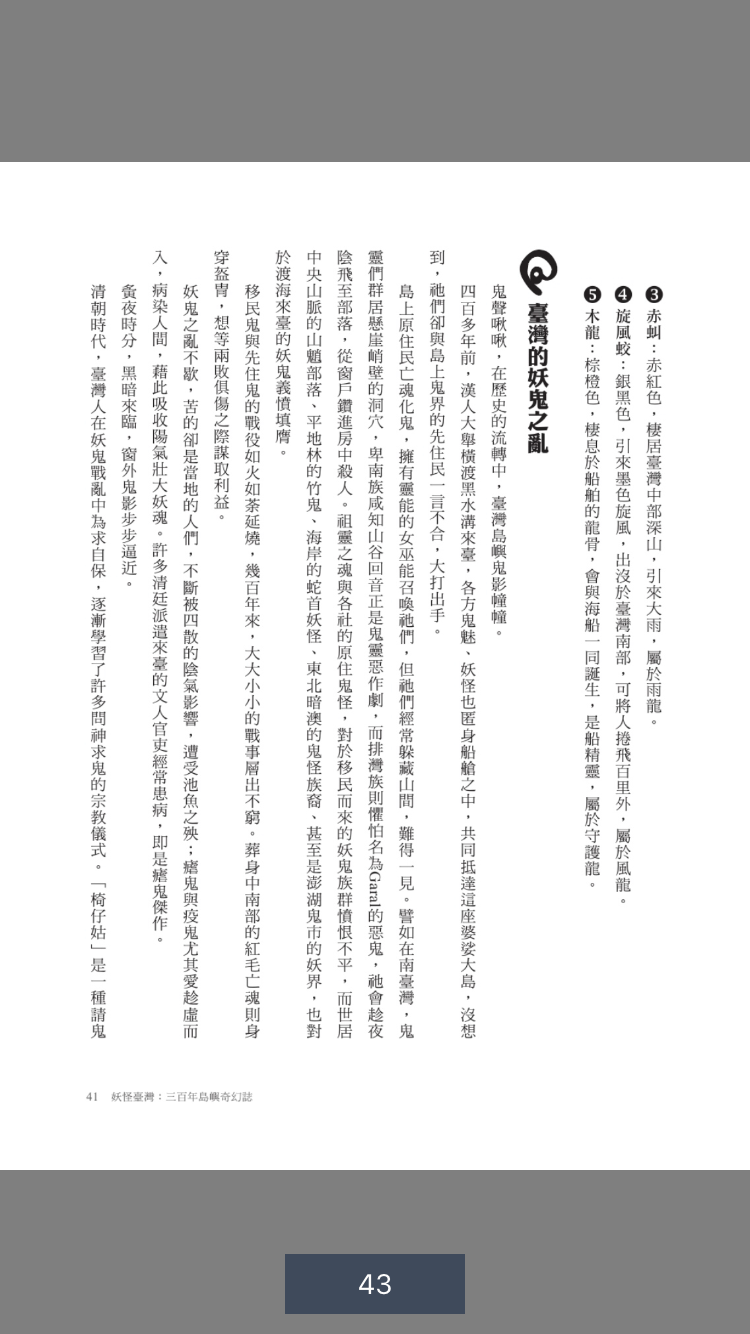 ❸ 赤虯：赤紅色，棲居臺灣中部深山，引來大雨，屬於雨龍。
❹ 旋風蛟：銀黑色，引來墨色旋風，出沒於臺灣南部，可將人捲飛百里外，屬於風龍。
❺ 木龍：棕橙色，棲息於船舶的龍骨，會與海船一同誕生，是船精靈，屬於守護龍。
臺灣的妖鬼之亂
鬼聲啾啾，在歷史的流轉中，臺灣島嶼鬼影幢幢。
四百多年前，漢人大舉橫渡黑水溝來臺，各方鬼魅、妖怪也匿身船艙之中，共同抵達這座婆娑大島，沒想
到，祂們卻與島上鬼界的先住民一言不合，大打出手。
島上原住民亡魂化鬼，擁有靈能的女巫能召喚祂們，但祂們經常躲藏山間，難得一見。譬如在南臺灣，鬼
靈們群居懸崖峭壁的洞穴，卑南族咸知山谷回音正是鬼靈惡作劇，而排灣族則懼怕名為Garal的惡鬼，祂會趁夜
陰飛至部落，從窗戶鑽進房中殺人。祖靈之魂與各社的原住鬼怪，對於移民而來的妖鬼族群憤恨不平，而世居
中央山脈的山魈部落、平地林的竹鬼、海岸的蛇首妖怪、東北暗澳的鬼怪族裔、甚至是澎湖鬼市的妖界，也對
於渡海來臺的妖鬼義憤填膺。
移民鬼與先住鬼的戰役如火如荼延燒，幾百年來，大大小小的戰事層出不窮。葬身中南部的紅毛亡魂則身
穿盔冑，想等兩敗俱傷之際謀取利益。
妖鬼之亂不歇，苦的卻是當地的人們，不斷被四散的陰氣影響，遭受池魚之殃；瘧鬼與疫鬼尤其愛趁虛而
入，病染人間，藉此吸收陽氣壯大妖魂。許多清廷派遣來臺的文人官吏經常患病，即是瘧鬼傑作。
夤夜時分，黑暗來臨，窗外鬼影步步逼近。
清朝時代，臺灣人在妖鬼戰亂中為求自保，逐漸學習了許多問神求鬼的宗教儀式。「椅仔姑」是一種請鬼
41 妖怪臺灣：三百年島嶼奇幻誌
43